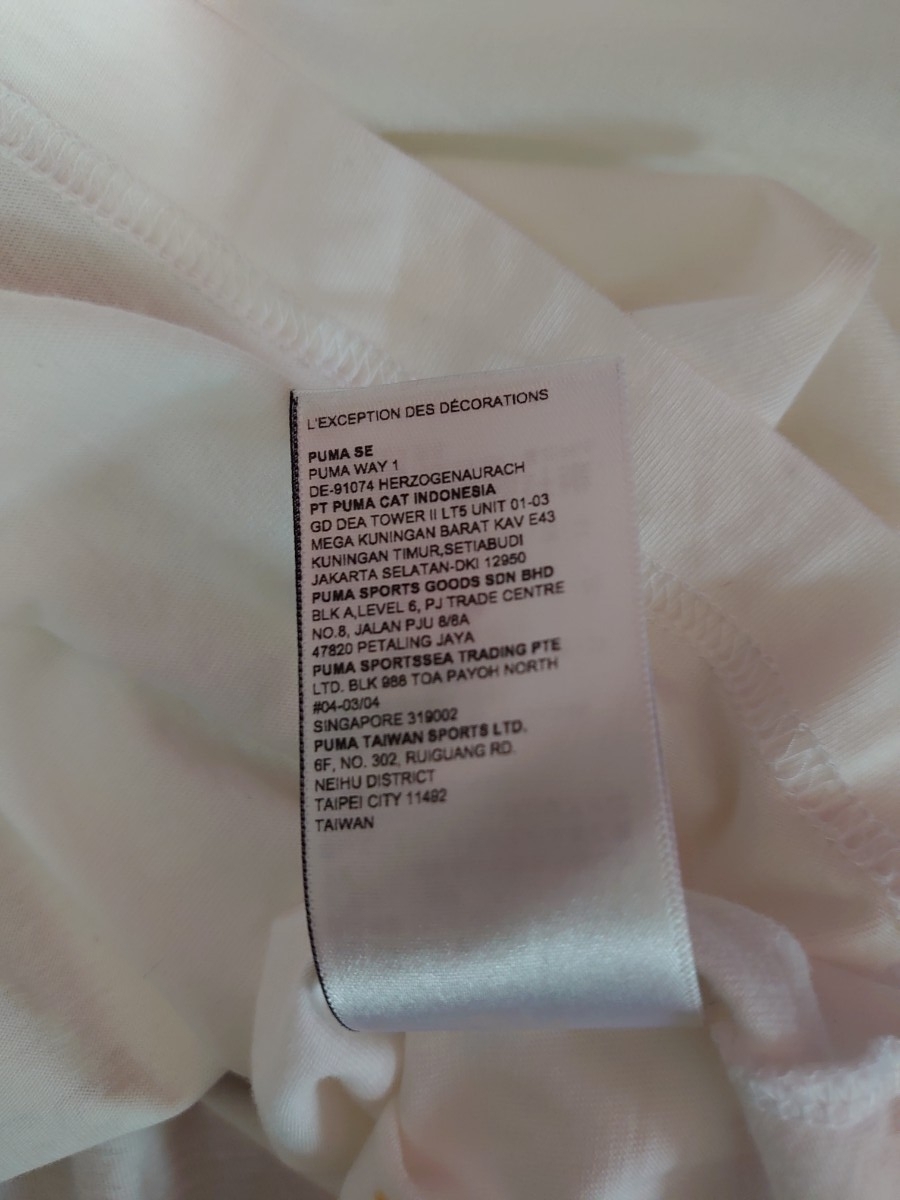 L'EXCEPTION DES DÉCORATIONS
PUMA SE
PUMA WAY 1
DE-91074 HERZOGENAURACH
PT PUMA CAT INDONESIA
GD DEA TOWER II LT5 UNIT 01-03
MEGA KUNINGAN BARAT KAV E43
KUNINGAN TIMUR,SETIABUDI
JAKARTA SELATAN-DKI 12950
PUMA SPORTS GOODS SDN BHD
BLK A,LEVEL 6, PJ TRADE CENTRE
NO.8, JALAN PJU 8/8A
47820 PETALING JAYA
PUMA SPORTSSEA TRADING PTE
LTD. BLK 988 TOA PAYOH NORTH
#04-03/04
SINGAPORE 319002
PUMA TAIWAN SPORTS LTD.
6F, NO. 302, RUIGUANG RD.
NEIHU DISTRICT
TAIPEI CITY 11492
TAIWAN